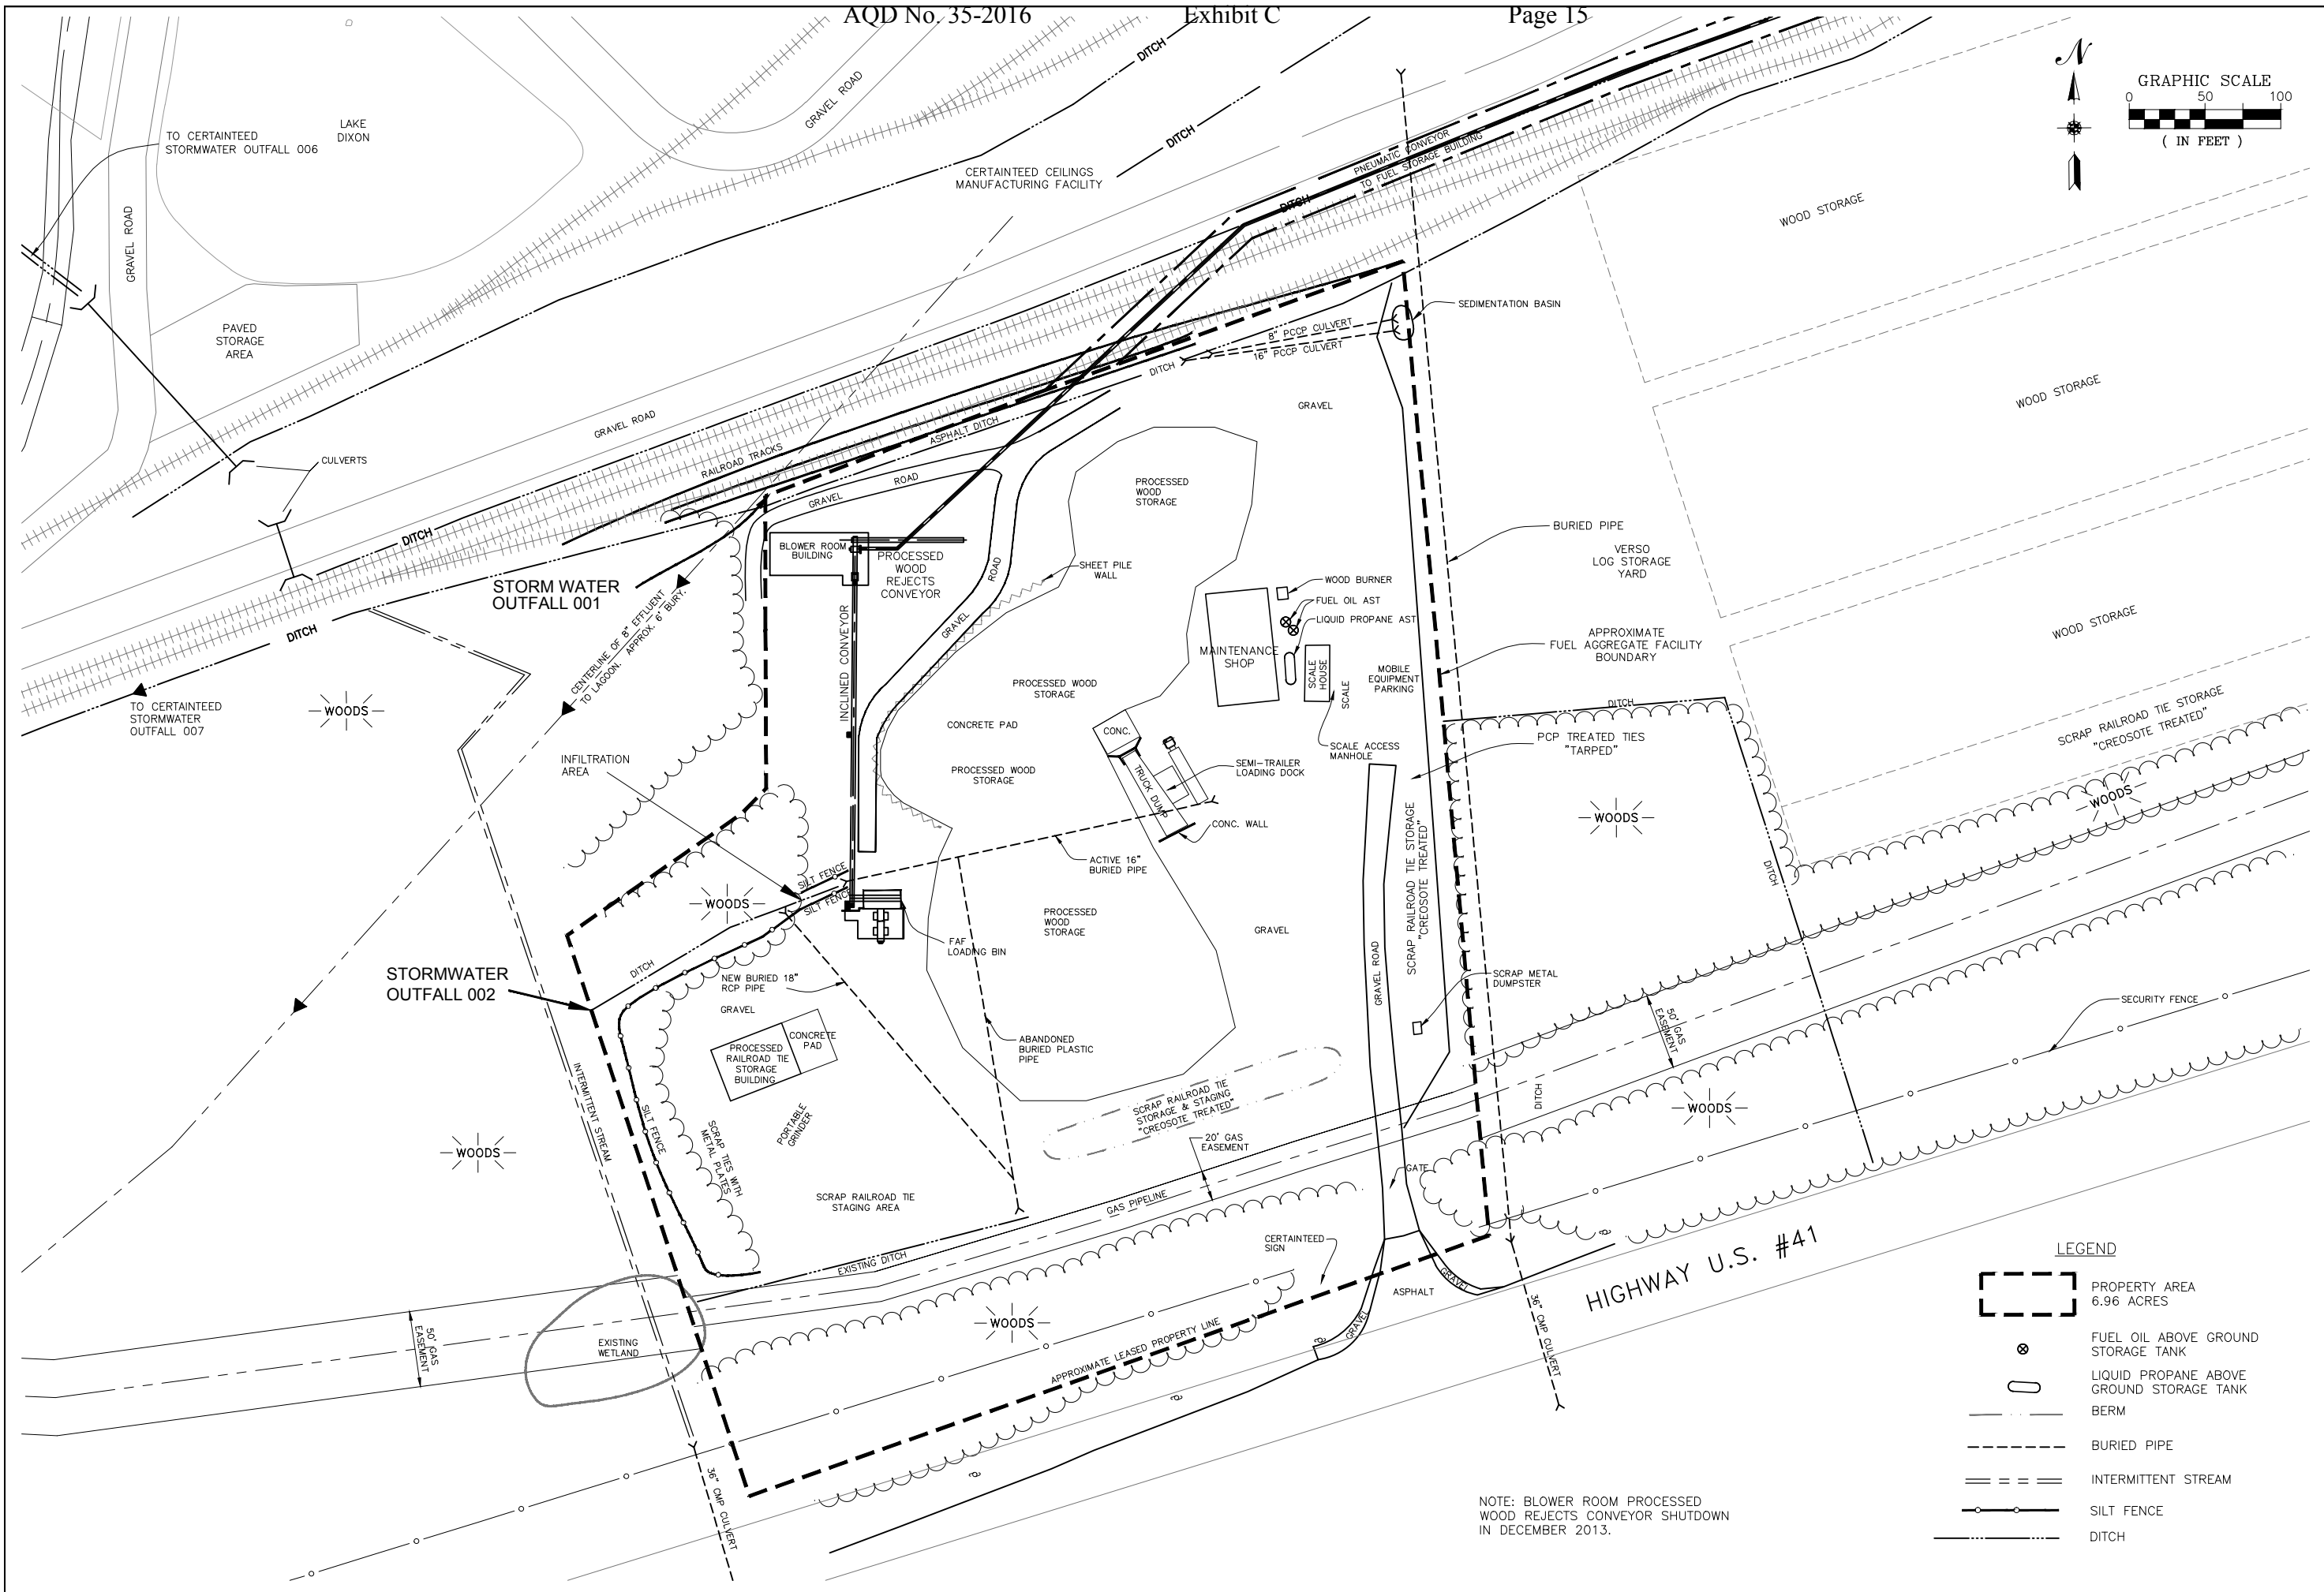 AQD No. 35-2016 Exhibit C Page 15
N
GRAPHIC SCALE
0 50 100
( IN FEET )
TO CERTAINTEED
STORMWATER OUTFALL 006
LAKE
DIXON
GRAVEL ROAD
GRAVEL ROAD
DITCH
DITCH
CERTAINTEED CEILINGS
MANUFACTURING FACILITY
PNEUMATIC CONVEYOR
TO FUEL STORAGE BUILDING
DITCH
WOOD STORAGE
PAVED
STORAGE
AREA
SEDIMENTATION BASIN
8" PCCP CULVERT
16" PCCP CULVERT
DITCH
WOOD STORAGE
GRAVEL ROAD
RAILROAD TRACKS
ASPHALT DITCH
GRAVEL
CULVERTS
DITCH
GRAVEL
ROAD
PROCESSED
WOOD
STORAGE
BURIED PIPE
VERSO
LOG STORAGE
YARD
BLOWER ROOM
BUILDING
PROCESSED
WOOD
REJECTS
CONVEYOR
ROAD
GRAVEL
SHEET PILE
WALL
STORM WATER
OUTFALL 001
WOOD BURNER
FUEL OIL AST
LIQUID PROPANE AST
WOOD STORAGE
DITCH
CENTERLINE OF 8" EFFLUENT
TO LAGOON. APPROX. 6' BURY.
INCLINED CONVEYOR
MAINTENANCE
SHOP
SCALE
HOUSE
SCALE
MOBILE
EQUIPMENT
PARKING
APPROXIMATE
FUEL AGGREGATE FACILITY
BOUNDARY
TO CERTAINTEED
STORMWATER
OUTFALL 007
WOODS
PROCESSED WOOD
STORAGE
CONCRETE PAD
CONC.
DITCH
SCRAP RAILROAD TIE STORAGE
"CREOSOTE TREATED"
PCP TREATED TIES
"TARPED"
SCALE ACCESS
MANHOLE
INFILTRATION
AREA
PROCESSED WOOD
STORAGE
TRUCK DUMP
SEMI-TRAILER
LOADING DOCK
CONC. WALL
WOODS
WOODS
ACTIVE 16"
BURIED PIPE
SCRAP RAILROAD TIE STORAGE
"CREOSOTE TREATED"
DITCH
SILT FENCE
SILT FENCE
WOODS
PROCESSED
WOOD
STORAGE
GRAVEL
FAF
LOADING BIN
GRAVEL ROAD
STORMWATER
OUTFALL 002
DITCH
NEW BURIED 18"
RCP PIPE
SCRAP METAL
DUMPSTER
SECURITY FENCE
50' GAS
EASEMENT
GRAVEL
CONCRETE
PAD
PROCESSED
RAILROAD TIE
STORAGE
BUILDING
ABANDONED
BURIED PLASTIC
PIPE
INTERMITTENT STREAM
SILT FENCE
PORTABLE
GRINDER
SCRAP TIES WITH
METAL PLATES
SCRAP RAILROAD TIE
STORAGE & STAGING
"CREOSOTE TREATED"
DITCH
WOODS
WOODS
20' GAS
EASEMENT
GATE
SCRAP RAILROAD TIE
STAGING AREA
GAS PIPELINE
EXISTING DITCH
CERTAINTEED
SIGN
HIGHWAY U.S. #41
GRAVEL
ASPHALT
GRAVEL
36" CMP CULVERT
50' GAS
EASEMENT
EXISTING
WETLAND
WOODS
APPROXIMATE LEASED PROPERTY LINE
36" CMP CULVERT
LEGEND
PROPERTY AREA
6.96 ACRES
FUEL OIL ABOVE GROUND
STORAGE TANK
LIQUID PROPANE ABOVE
GROUND STORAGE TANK
BERM
BURIED PIPE
INTERMITTENT STREAM
SILT FENCE
DITCH
NOTE: BLOWER ROOM PROCESSED
WOOD REJECTS CONVEYOR SHUTDOWN
IN DECEMBER 2013.